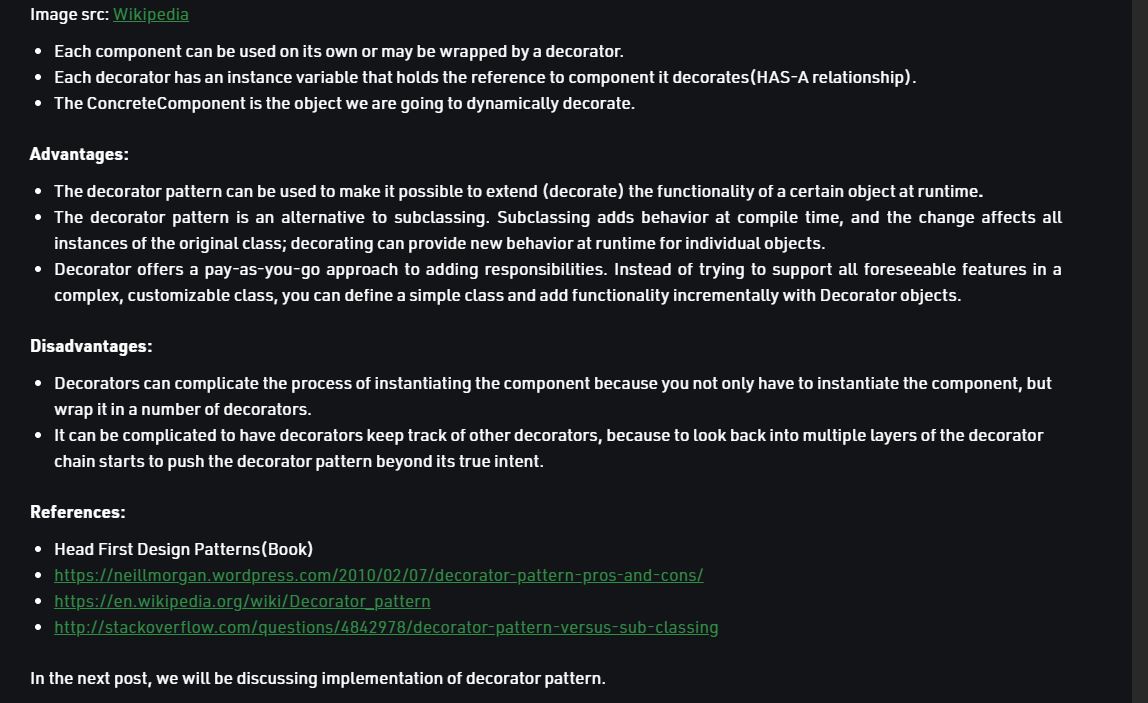 Image src: Wikipedia
Each component can be used on its own or may be wrapped by a decorator.
Each decorator has an instance variable that holds the reference to component it decorates(HAS-A relationship).
The ConcreteComponent is the object we are going to dynamically decorate.
Advantages:
The decorator pattern can be used to make it possible to extend (decorate) the functionality of a certain object at runtime.
The decorator pattern is an alternative to subclassing. Subclassing adds behavior at compile time, and the change affects all
instances of the original class; decorating can provide new behavior at runtime for individual objects.
Decorator offers a pay-as-you-go approach to adding responsibilities. Instead of trying to support all foreseeable features in a
complex, customizable class, you can define a simple class and add functionality incrementally with Decorator objects.
Disadvantages:
Decorators can complicate the process of instantiating the component because you not only have to instantiate the component, but
wrap it in a number of decorators.
It can be complicated to have decorators keep track of other decorators, because to look back into multiple layers of the decorator
chain starts to push the decorator pattern beyond its true intent.
References:
Head First Design Patterns(Book)
https://neillmorgan.wordpress.com/2010/02/07/decorator-pattern-pros-and-cons/
https://en.wikipedia.org/wiki/Decorator_pattern
http://stackoverflow.com/questions/4842978/decorator-pattern-versus-sub-classing
In the next post, we will be discussing implementation of decorator pattern.